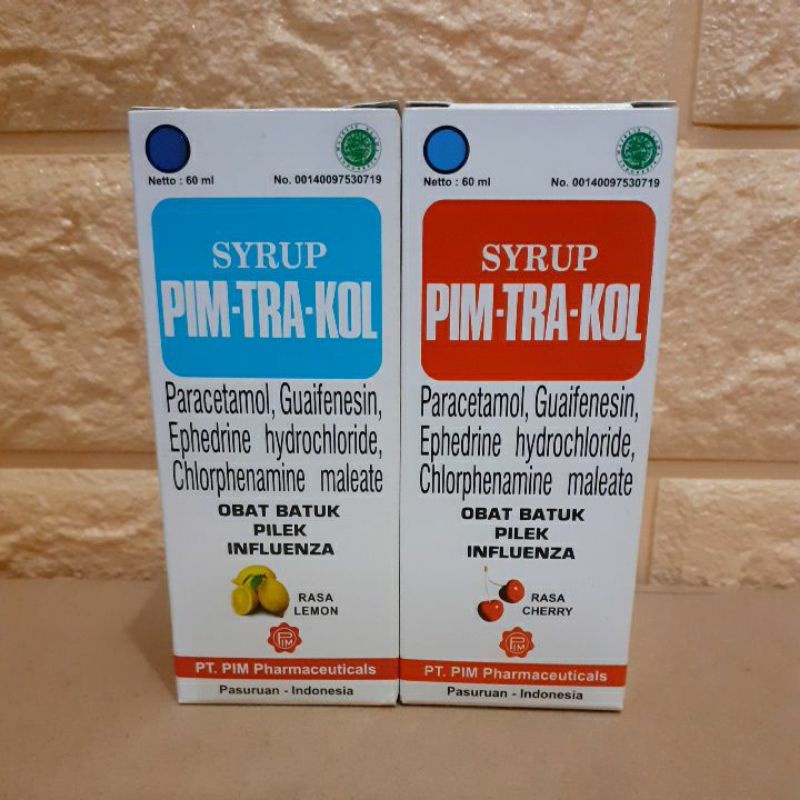 Netto : 60 ml
No. 00140097530719
SYRUP
PIM-TRA-KOL
Paracetamol, Guaifenesin,
Ephedrine hydrochloride,
Chlorphenamine maleate
OBAT BATUK
PILEK
INFLUENZA
RASA
LEMON
PIM
PT. PIM Pharmaceuticals
Pasuruan - Indonesia
Netto : 60 ml
No. 00140097530719
SYRUP
PIM-TRA-KOL
Paracetamol, Guaifenesin,
Ephedrine hydrochloride,
Chlorphenamine maleate
OBAT BATUK
PILEK
INFLUENZA
RASA
CHERRY
PIM
PT. PIM Pharmaceuticals
Pasuruan - Indonesia